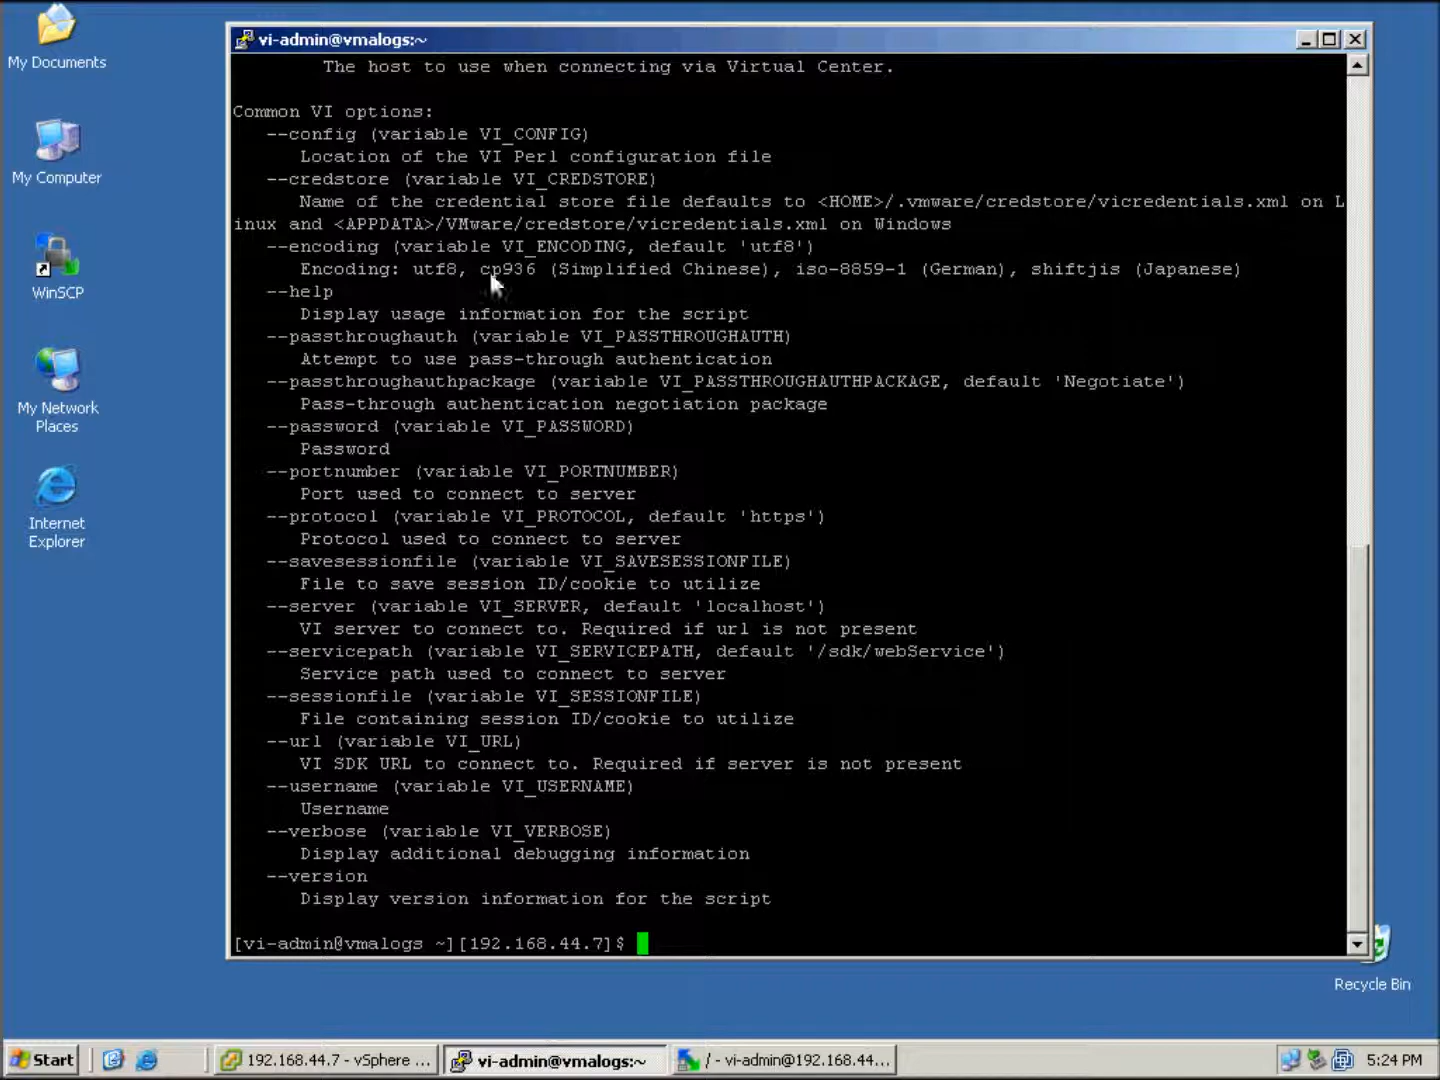 My Documents
My Computer
WinSCP
My Network
Places
Internet
Explorer
vi-admin@vmalogs:~
The host to use when connecting via Virtual Center.
Common VI options:
--config (variable VI_CONFIG)
Location of the VI Perl configuration file
--credstore (variable VI_CREDSTORE)
Name of the credential store file defaults to <HOME>/.vmware/credstore/vicredentials.xml on L
inux and <APPDATA>/VMware/credstore/vicredentials.xml on Windows
--encoding (variable VI_ENCODING, default 'utf8')
Encoding: utf8, cp936 (Simplified Chinese), iso-8859-1 (German), shiftjis (Japanese)
--help
Display usage information for the script
--passthroughauth (variable VI_PASSTHROUGHAUTH)
Attempt to use pass-through authentication
--passthroughauthpackage (variable VI_PASSTHROUGHAUTHPACKAGE, default 'Negotiate')
Pass-through authentication negotiation package
--password (variable VI_PASSWORD)
Password
--portnumber (variable VI_PORTNUMBER)
Port used to connect to server
--protocol (variable VI_PROTOCOL, default 'https')
Protocol used to connect to server
--savesessionfile (variable VI_SAVESESSIONFILE)
File to save session ID/cookie to utilize
--server (variable VI_SERVER, default 'localhost')
VI server to connect to. Required if url is not present
--servicepath (variable VI_SERVICEPATH, default '/sdk/webService')
Service path used to connect to server
--sessionfile (variable VI_SESSIONFILE)
File containing session ID/cookie to utilize
--url (variable VI_URL)
VI SDK URL to connect to. Required if server is not present
--username (variable VI_USERNAME)
Username
--verbose (variable VI_VERBOSE)
Display additional debugging information
--version
Display version information for the script
[vi-admin@vmalogs ~][192.168.44.7]$
Recycle Bin
Start
192.168.44.7 - vSphere ...
vi-admin@vmalogs:~
/ - vi-admin@192.168.44...
5:24 PM